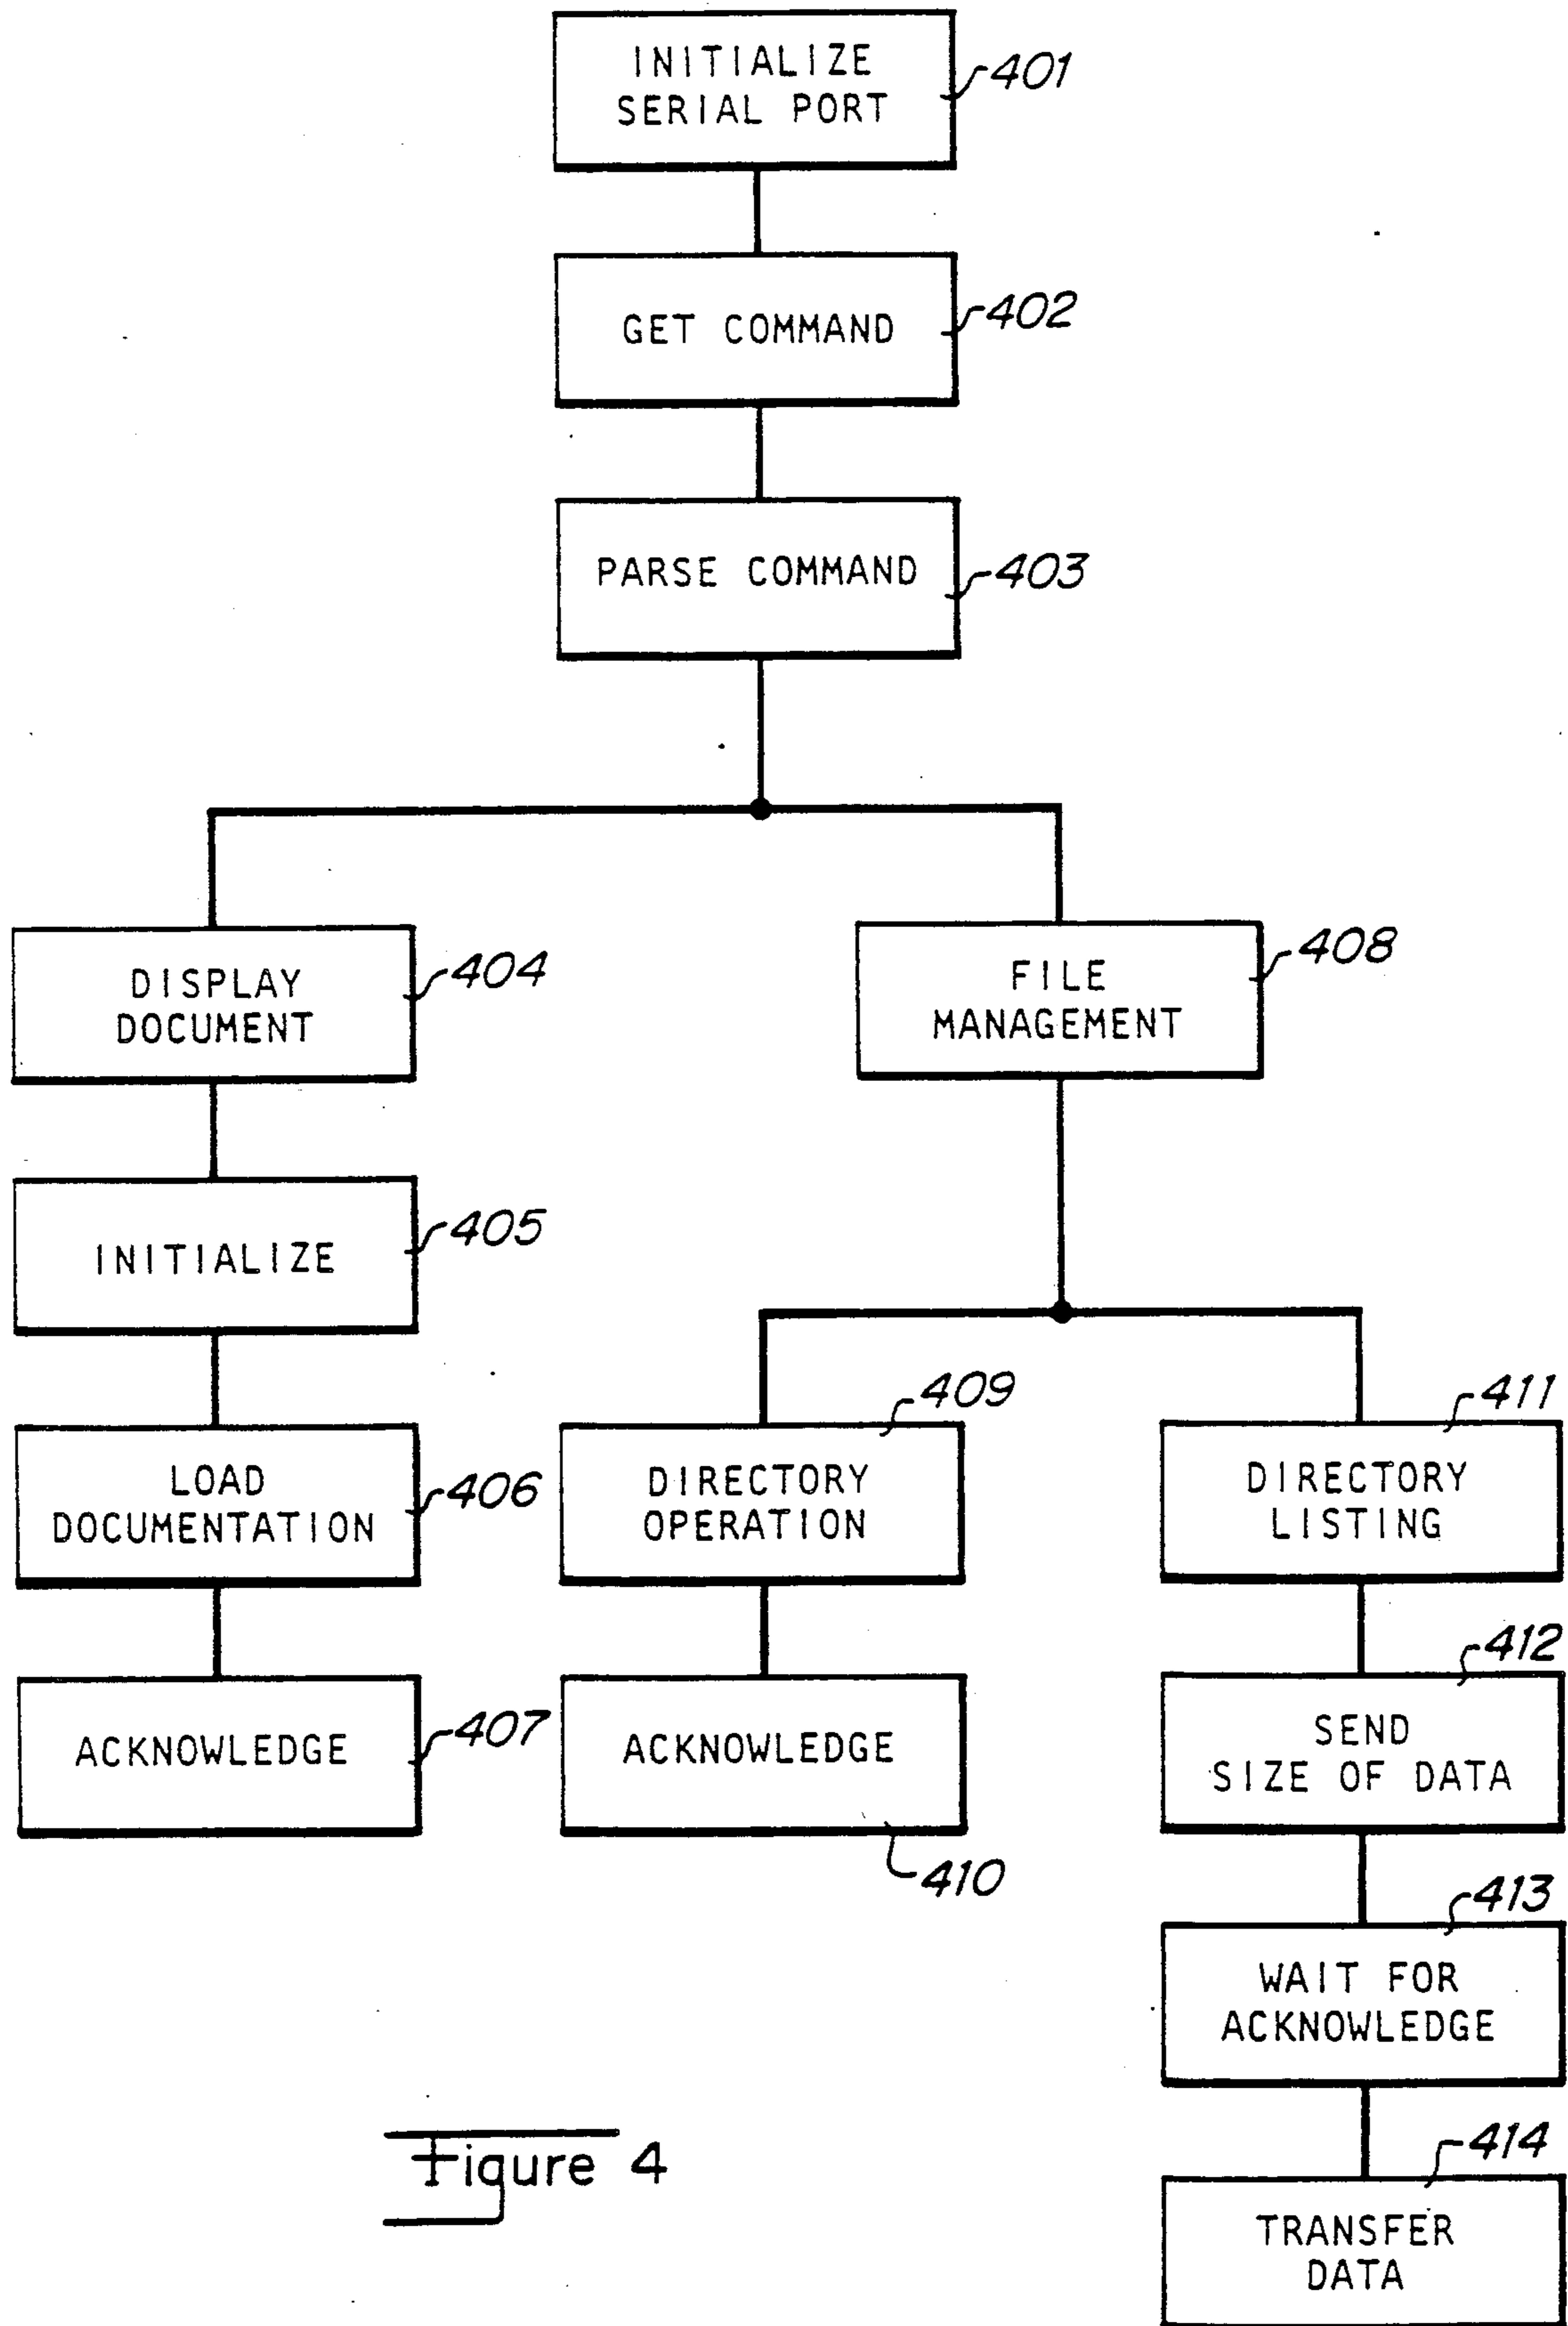 INITIALIZE
SERIAL PORT
401
GET COMMAND
402
PARSE COMMAND
403
DISPLAY
DOCUMENT
404
FILE
MANAGEMENT
408
INITIALIZE
405
LOAD
DOCUMENTATION
406
DIRECTORY
OPERATION
409
DIRECTORY
LISTING
411
ACKNOWLEDGE
407
ACKNOWLEDGE
410
SEND
SIZE OF DATA
412
WAIT FOR
ACKNOWLEDGE
413
TRANSFER
DATA
414
Figure 4